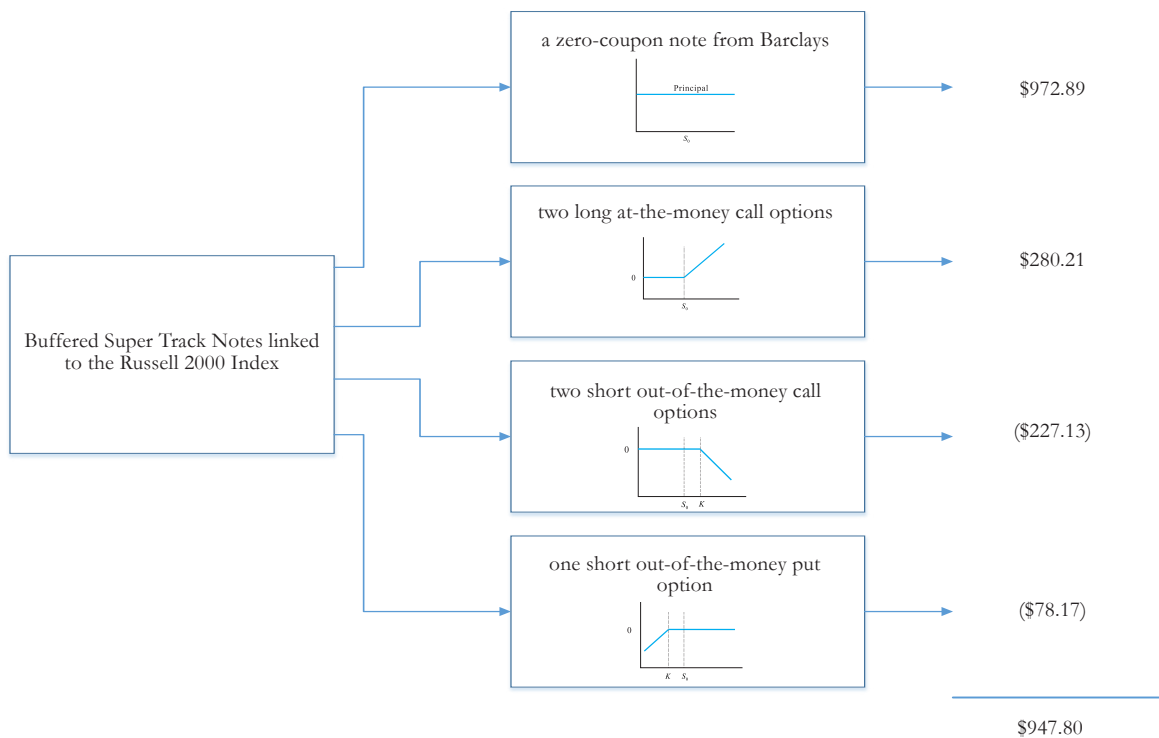 a zero-coupon note from Barclays
Principal
S₀
$972.89
two long at-the-money call options
0
S₀
$280.21
Buffered Super Track Notes linked
to the Russell 2000 Index
two short out-of-the-money call
options
0
S₀ K
($227.13)
one short out-of-the-money put
option
0
K S₀
($78.17)
$947.80